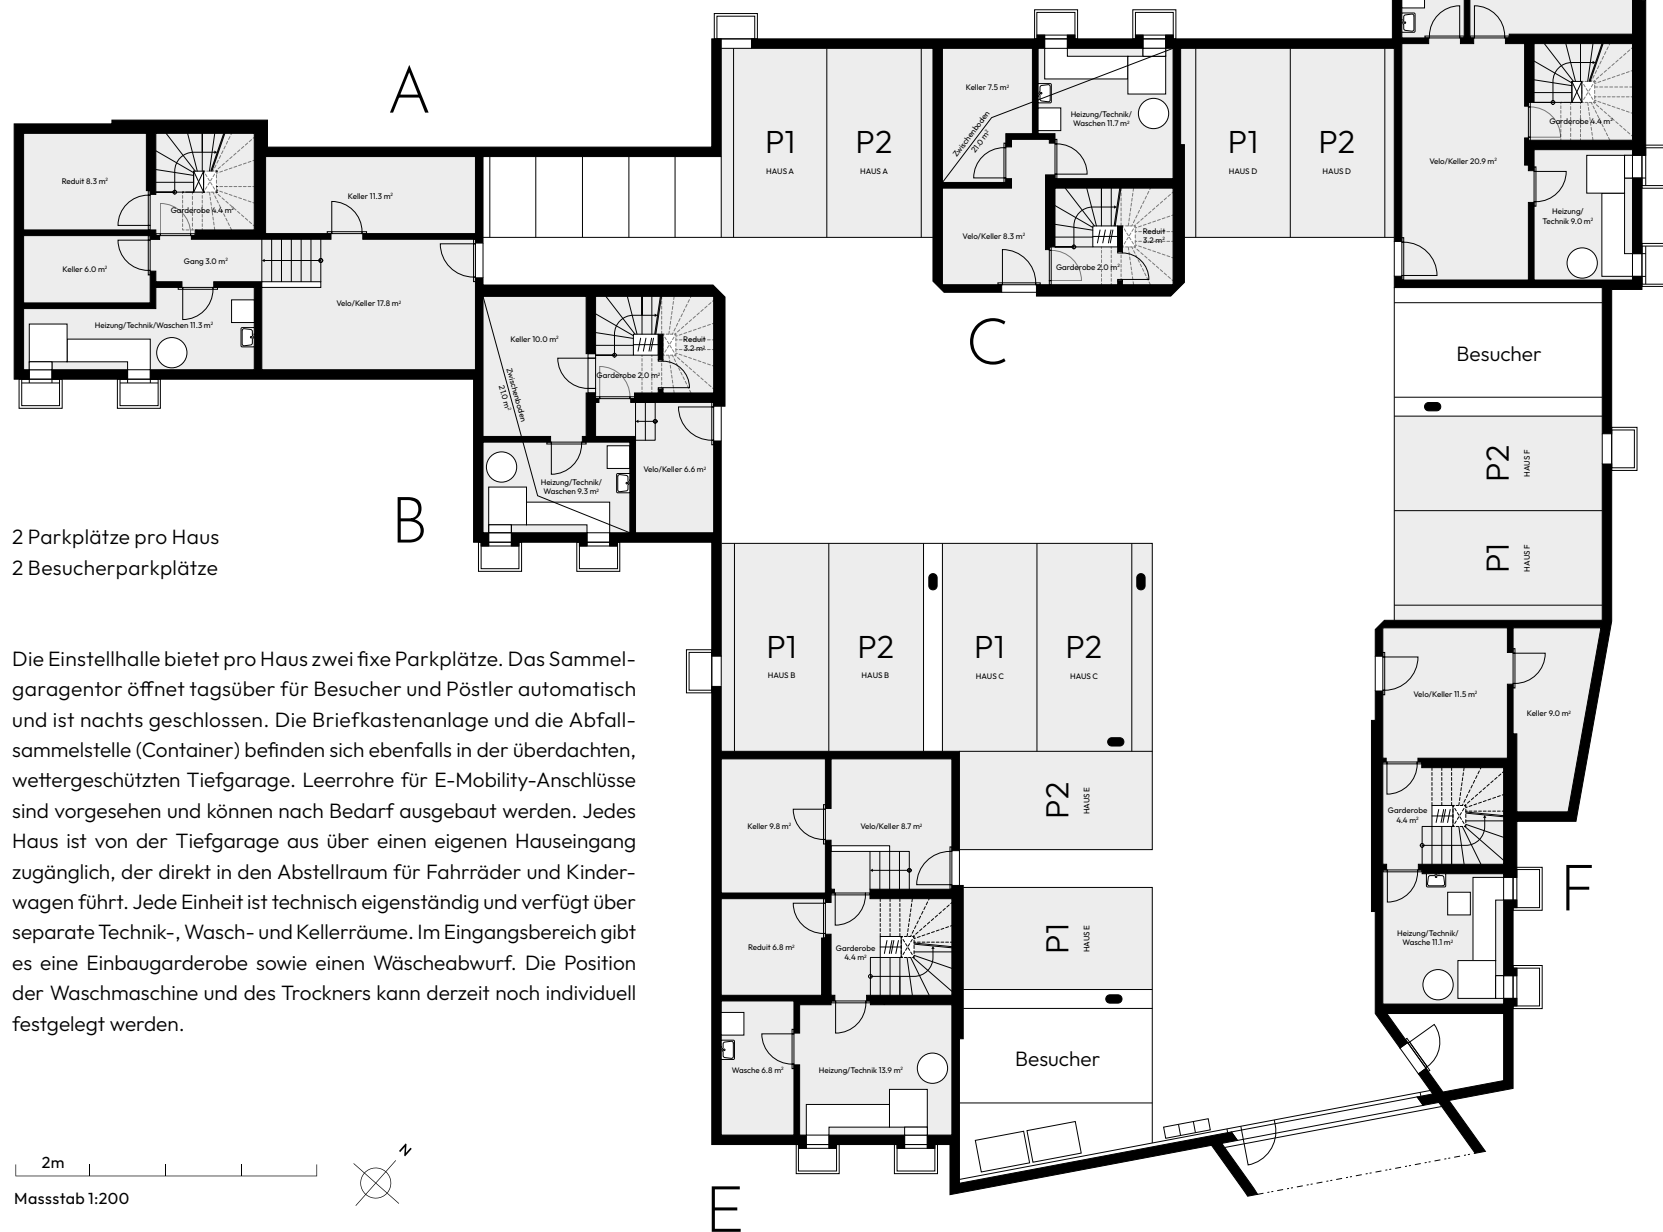 A
Reduit 8.3 m²
Garderobe 4.4 m²
Keller 11.3 m²
Keller 6.0 m²
Gang 3.0 m²
Velo/Keller 17.8 m²
Heizung/Technik/Waschen 11.3 m²
P1
HAUS A
P2
HAUS A
Keller 7.5 m²
Zwischenboden
21.0 m²
Heizung/Technik/
Waschen 11.7 m²
Velo/Keller 8.3 m²
Reduit
3.2 m²
Garderobe 2.0 m²
C
P1
HAUS D
P2
HAUS D
Velo/Keller 20.9 m²
Garderobe 4.4 m²
Heizung/
Technik 9.0 m²
Keller 10.0 m²
Zwischenboden
21.0 m²
Reduit
3.2 m²
Garderobe 2.0 m²
Velo/Keller 6.6 m²
Heizung/Technik/
Waschen 9.3 m²
B
Besucher
P2
HAUS F
P1
HAUS F
2 Parkplätze pro Haus
2 Besucherparkplätze
Die Einstellhalle bietet pro Haus zwei fixe Parkplätze. Das Sammel-
garagentor öffnet tagsüber für Besucher und Pöstler automatisch
und ist nachts geschlossen. Die Briefkastenanlage und die Abfall-
sammelstelle (Container) befinden sich ebenfalls in der überdachten,
wettergeschützten Tiefgarage. Leerrohre für E-Mobility-Anschlüsse
sind vorgesehen und können nach Bedarf ausgebaut werden. Jedes
Haus ist von der Tiefgarage aus über einen eigenen Hauseingang
zugänglich, der direkt in den Abstellraum für Fahrräder und Kinder-
wagen führt. Jede Einheit ist technisch eigenständig und verfügt über
separate Technik-, Wasch- und Kellerräume. Im Eingangsbereich gibt
es eine Einbaugarderobe sowie einen Wäscheabwurf. Die Position
der Waschmaschine und des Trockners kann derzeit noch individuell
festgelegt werden.
P1
HAUS B
P2
HAUS B
P1
HAUS C
P2
HAUS C
P2
HAUS E
P1
HAUS E
Besucher
Keller 9.8 m²
Velo/Keller 8.7 m²
Reduit 6.8 m²
Garderobe
4.4 m²
Wasche 6.8 m²
Heizung/Technik 13.9 m²
E
Velo/Keller 11.5 m²
Keller 9.0 m²
Garderobe
4.4 m²
Heizung/Technik/
Wasche 11.1 m²
F
2m
Massstab 1:200
N